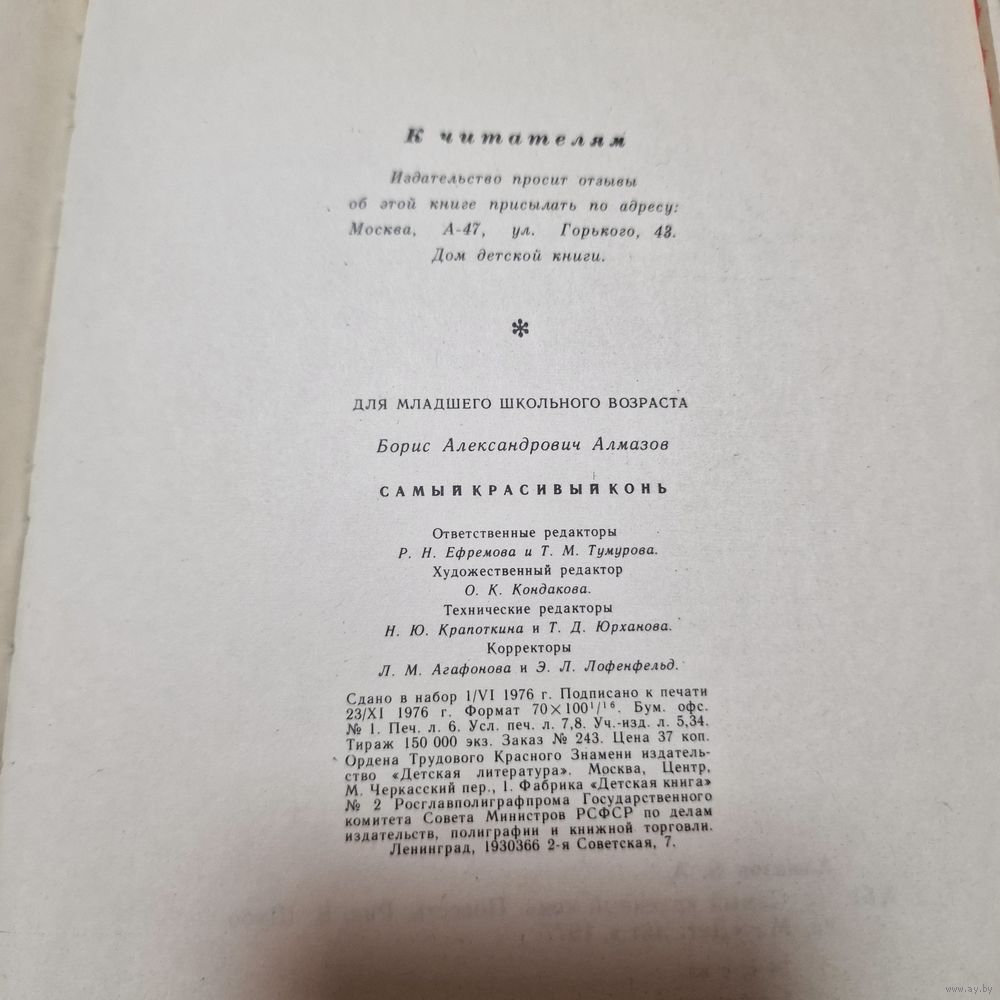 К читателям
Издательство просит отзывы
об этой книге присылать по адресу:
Москва, А-47, ул. Горького, 43.
Дом детской книги.
*
ДЛЯ МЛАДШЕГО ШКОЛЬНОГО ВОЗРАСТА
Борис Александрович Алмазов
САМЫЙ КРАСИВЫЙ КОНЬ
Ответственные редакторы
Р. Н. Ефремова и Т. М. Тумурова.
Художественный редактор
О. К. Кондакова.
Технические редакторы
Н. Ю. Крапоткина и Т. Д. Юрханова.
Корректоры
Л. М. Агафонова и Э. Л. Лофенфельд.
Сдано в набор 1/VI 1976 г. Подписано к печати
23/XI 1976 г. Формат 70×100¹/¹⁶. Бум. офс.
№ 1. Печ. л. 6. Усл. печ. л. 7,8. Уч.-изд. л. 5,34.
Тираж 150 000 экз. Заказ № 243. Цена 37 коп.
Ордена Трудового Красного Знамени издатель-
ство «Детская литература». Москва, Центр,
М. Черкасский пер., 1. Фабрика «Детская книга»
№ 2 Росглавполиграфпрома Государственного
комитета Совета Министров РСФСР по делам
издательств, полиграфии и книжной торговли.
Ленинград, 1930366 2-я Советская, 7.
www.ay.by